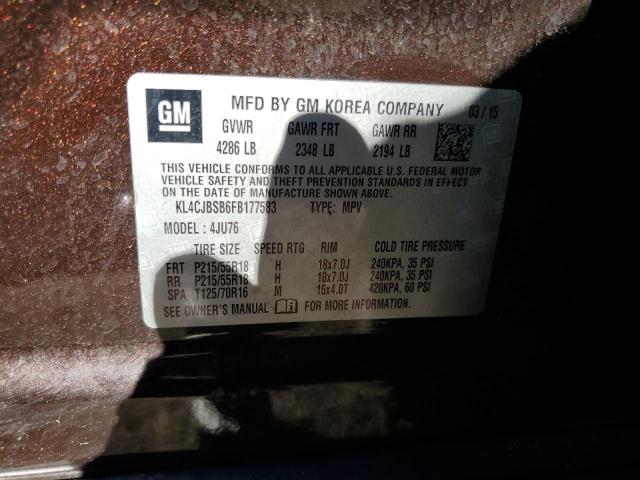 GM
MFD BY GM KOREA COMPANY 03/15
GVWR GAWR FRT GAWR RR
4286 LB 2348 LB 2194 LB
THIS VEHICLE CONFORMS TO ALL APPLICABLE U.S. FEDERAL MOTOR
VEHICLE SAFETY AND THEFT PREVENTION STANDARDS IN EFFECT
ON THE DATE OF MANUFACTURE SHOWN ABOVE.
KL4CJBSB6FB177583 TYPE: MPV
MODEL : 4JU76
TIRE SIZE SPEED RTG RIM COLD TIRE PRESSURE
FRT P215/55R18 H 18x7.0J 240KPA, 35 PSI
RR P215/55R18 H 18x7.0J 240KPA, 35 PSI
SPA T125/70R16 M 16x4.0T 420KPA, 60 PSI
SEE OWNER'S MANUAL FOR MORE INFORMATION